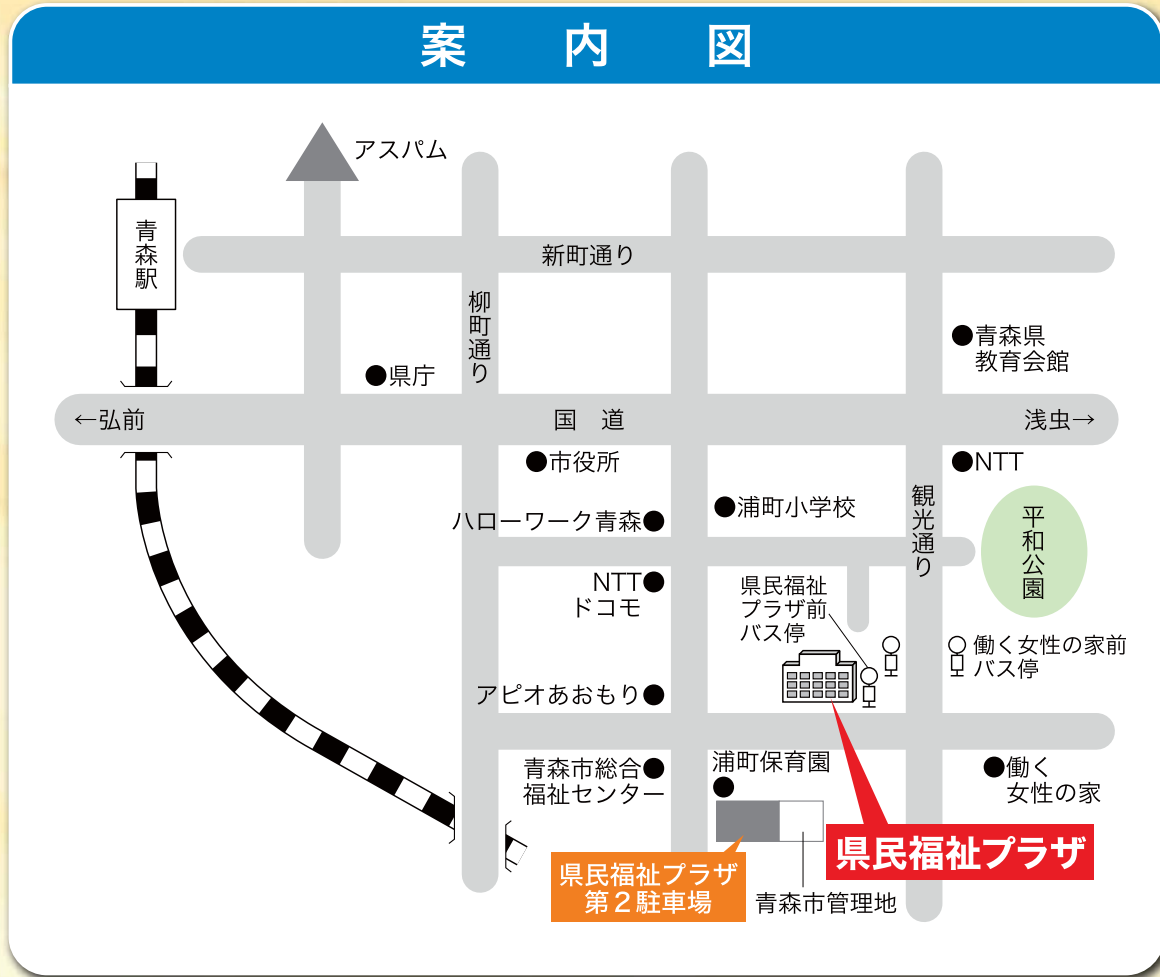 案　内　図
アスパム
青森駅
新町通り
柳町通り
●青森県
教育会館
●県庁
←弘前
国　道
浅虫→
●市役所
●NTT
観光通り
●浦町小学校
ハローワーク青森●
平和公園
NTT●
ドコモ
県民福祉
プラザ前
バス停
働く女性の家前
バス停
アピオあおもり●
青森市総合●
福祉センター
浦町保育園
●働く
女性の家
県民福祉プラザ
県民福祉プラザ
第２駐車場
青森市管理地